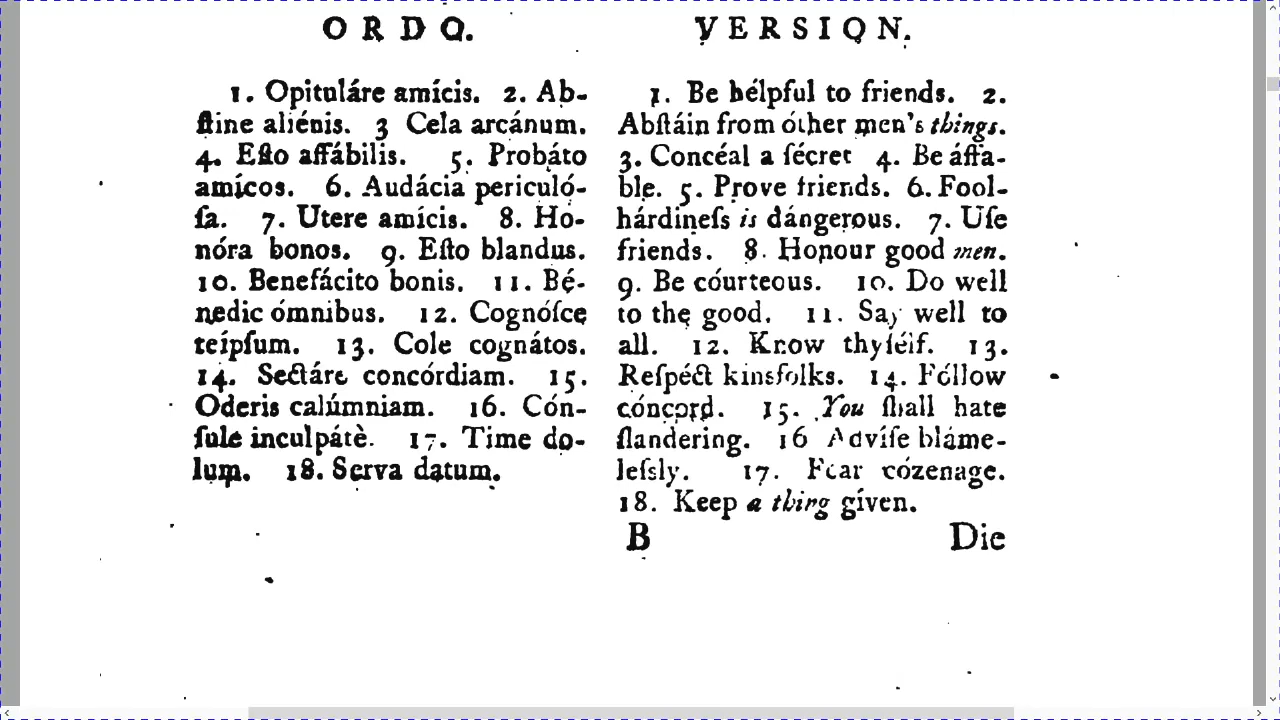 ORDO.
1. Opituláre amícis. 2. Ab-
ſtine aliénis. 3 Cela arcánum.
4. Eſto affábilis. 5. Probáto
amícos. 6. Audácia periculó-
ſa. 7. Utere amícis. 8. Ho-
nóra bonos. 9. Eſto blandus.
10. Benefácito bonis. 11. Bé-
nedic ómnibus. 12. Cognóſce
teípſum. 13. Cole cognátos.
14. Sectáre concórdiam. 15.
Oderis calúmniam. 16. Cón-
ſule inculpátè. 17. Time do-
lum. 18. Serva datum.
VERSION.
1. Be hélpful to friends. 2.
Abſtáin from óther men's things.
3. Concéal a ſécret 4. Be áffa-
ble. 5. Prove friends. 6. Fool-
hárdineſs is dángerous. 7. Uſe
friends. 8. Honour good men.
9. Be cóurteous. 10. Do well
to the good. 11. Say well to
all. 12. Know thyſélf. 13.
Reſpéct kinsfolks. 14. Fóllow
cóncord. 15. You ſhall hate
ſlandering. 16 Advíſe bláme-
leſsly. 17. Fear cózenage.
18. Keep a thing gíven.
B Die